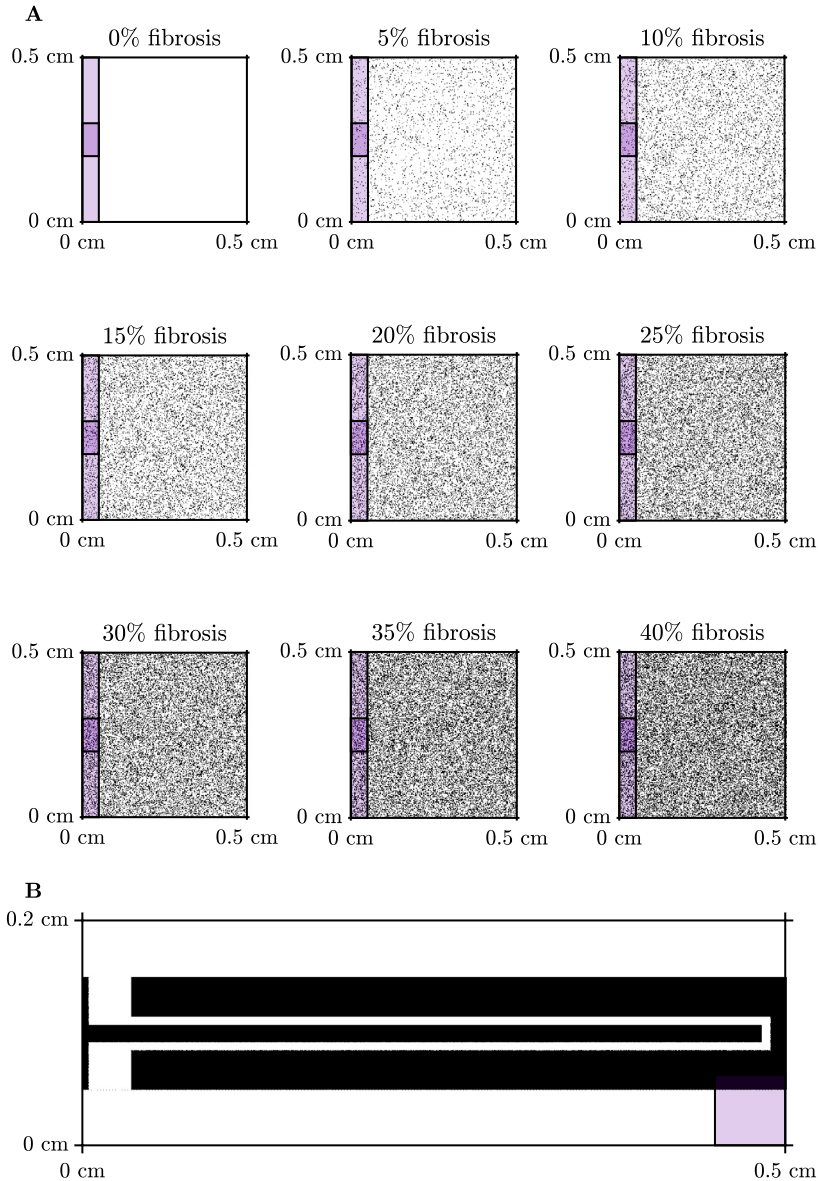 A
0% fibrosis 5% fibrosis 10% fibrosis
0.5 cm 0.5 cm 0.5 cm
0 cm 0 cm 0 cm
0 cm 0.5 cm 0 cm 0.5 cm 0 cm 0.5 cm
15% fibrosis 20% fibrosis 25% fibrosis
0.5 cm 0.5 cm 0.5 cm
0 cm 0 cm 0 cm
0 cm 0.5 cm 0 cm 0.5 cm 0 cm 0.5 cm
30% fibrosis 35% fibrosis 40% fibrosis
0.5 cm 0.5 cm 0.5 cm
0 cm 0 cm 0 cm
0 cm 0.5 cm 0 cm 0.5 cm 0 cm 0.5 cm
B
0.2 cm
0 cm
0 cm 0.5 cm